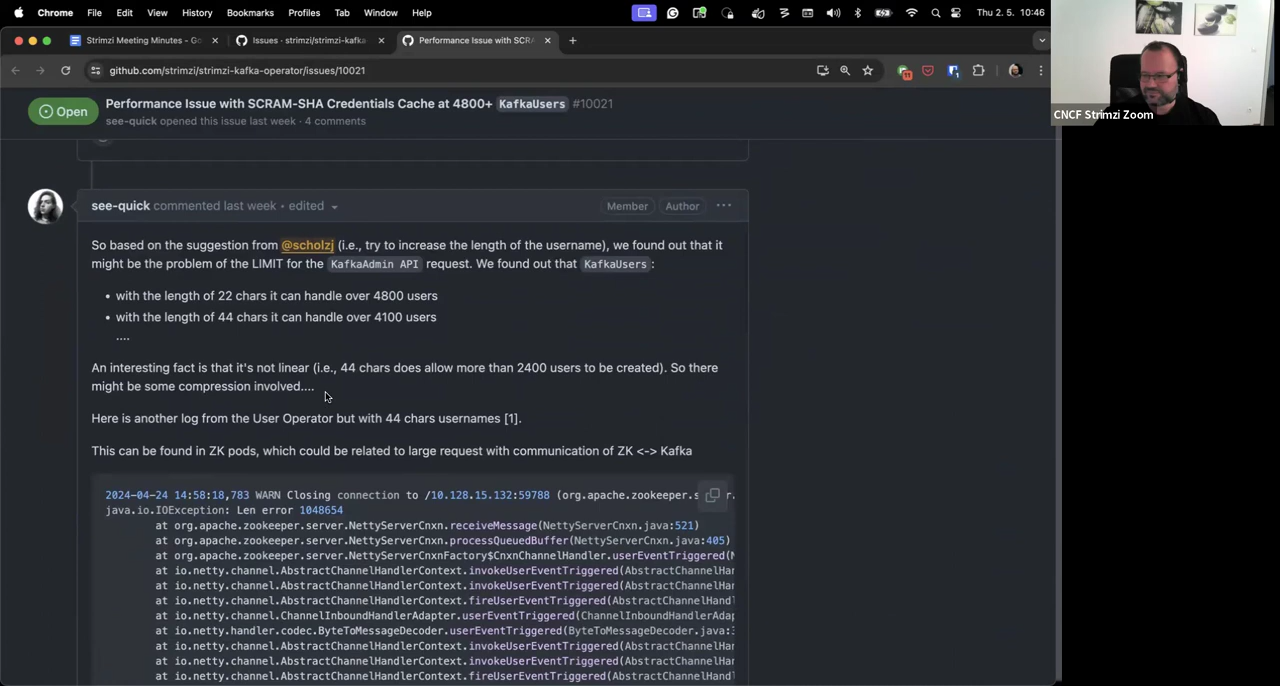 Chrome File Edit View History Bookmarks Profiles Tab Window Help Thu 2. 5. 10:46
Strimzi Meeting Minutes - Go
Issues · strimzi/strimzi-kafka
Performance Issue with SCRA
github.com/strimzi/strimzi-kafka-operator/issues/10021
11
CNCF Strimzi Zoom
Open
Performance Issue with SCRAM-SHA Credentials Cache at 4800+ KafkaUsers #10021
see-quick opened this issue last week · 4 comments
see-quick commented last week • edited Member Author
So based on the suggestion from @scholzj (i.e., try to increase the length of the username), we found out that it
might be the problem of the LIMIT for the KafkaAdmin API request. We found out that KafkaUsers:
• with the length of 22 chars it can handle over 4800 users
• with the length of 44 chars it can handle over 4100 users
....
An interesting fact is that it's not linear (i.e., 44 chars does allow more than 2400 users to be created). So there
might be some compression involved....
Here is another log from the User Operator but with 44 chars usernames [1].
This can be found in ZK pods, which could be related to large request with communication of ZK <-> Kafka
2024-04-24 14:58:18,783 WARN Closing connection to /10.128.15.132:59788 (org.apache.zookeeper.s
java.io.IOException: Len error 1048654
at org.apache.zookeeper.server.NettyServerCnxn.receiveMessage(NettyServerCnxn.java:521)
at org.apache.zookeeper.server.NettyServerCnxn.processQueuedBuffer(NettyServerCnxn.java:405)
at org.apache.zookeeper.server.NettyServerCnxnFactory$CnxnChannelHandler.userEventTriggered(N
at io.netty.channel.AbstractChannelHandlerContext.invokeUserEventTriggered(AbstractChannelHan
at io.netty.channel.AbstractChannelHandlerContext.invokeUserEventTriggered(AbstractChannelHan
at io.netty.channel.AbstractChannelHandlerContext.fireUserEventTriggered(AbstractChannelHandl
at io.netty.channel.ChannelInboundHandlerAdapter.userEventTriggered(ChannelInboundHandlerAdap
at io.netty.handler.codec.ByteToMessageDecoder.userEventTriggered(ByteToMessageDecoder.java:3
at io.netty.channel.AbstractChannelHandlerContext.invokeUserEventTriggered(AbstractChannelHan
at io.netty.channel.AbstractChannelHandlerContext.invokeUserEventTriggered(AbstractChannelHan
at io.netty.channel.AbstractChannelHandlerContext.fireUserEventTriggered(AbstractChannelHandl